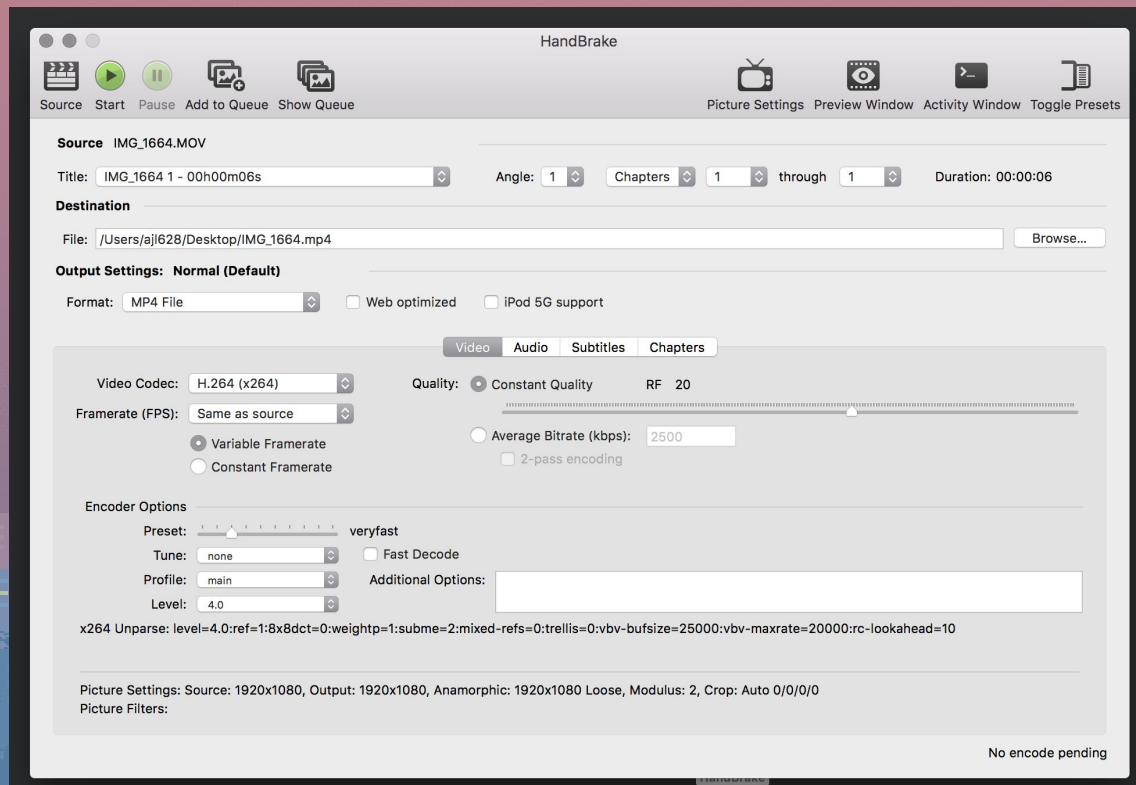 HandBrake
Source Start Pause Add to Queue Show Queue Picture Settings Preview Window Activity Window Toggle Presets
Source IMG_1664.MOV
Title: IMG_1664 1 - 00h00m06s Angle: 1 Chapters 1 through 1 Duration: 00:00:06
Destination
File: /Users/ajl628/Desktop/IMG_1664.mp4 Browse...
Output Settings: Normal (Default)
Format: MP4 File Web optimized iPod 5G support
Video Audio Subtitles Chapters
Video Codec: H.264 (x264) Quality: Constant Quality RF 20
Framerate (FPS): Same as source
Variable Framerate Average Bitrate (kbps): 2500
Constant Framerate 2-pass encoding
Encoder Options
Preset: veryfast
Tune: none Fast Decode
Profile: main Additional Options:
Level: 4.0
x264 Unparse: level=4.0:ref=1:8x8dct=0:weightp=1:subme=2:mixed-refs=0:trellis=0:vbv-bufsize=25000:vbv-maxrate=20000:rc-lookahead=10
Picture Settings: Source: 1920x1080, Output: 1920x1080, Anamorphic: 1920x1080 Loose, Modulus: 2, Crop: Auto 0/0/0/0
Picture Filters:
No encode pending
HandBrake